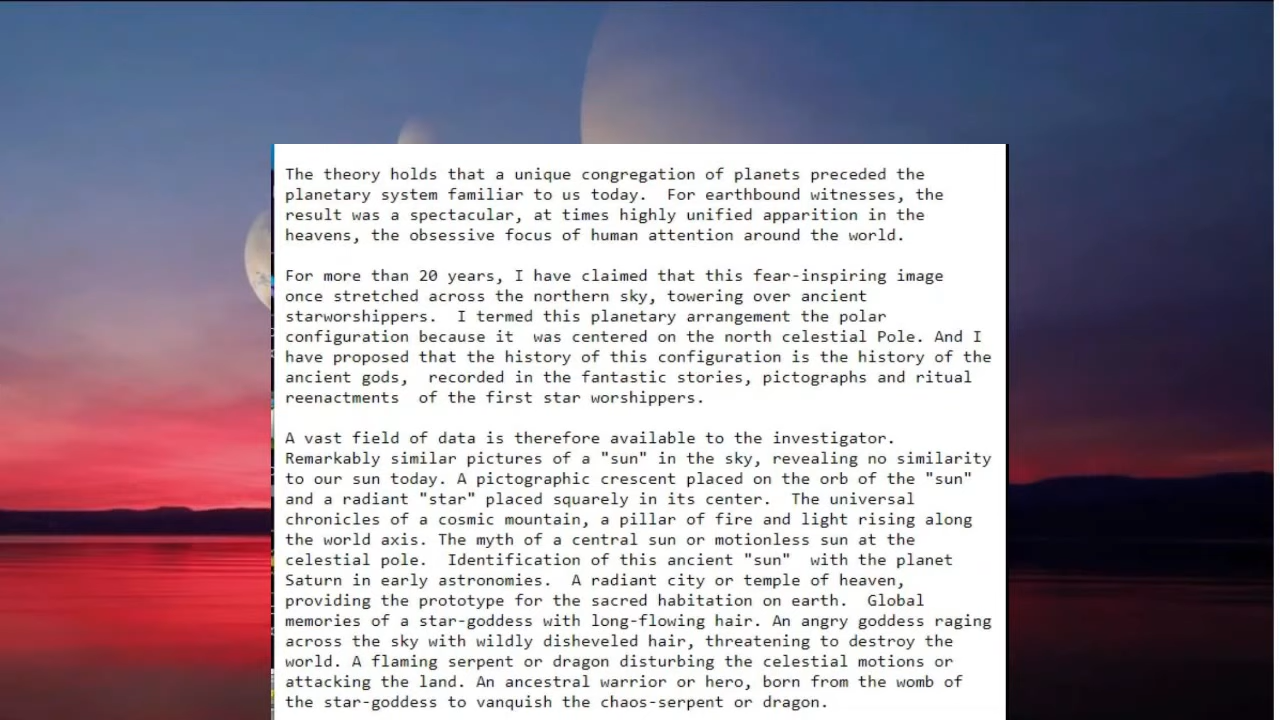 The theory holds that a unique congregation of planets preceded the
planetary system familiar to us today.  For earthbound witnesses, the
result was a spectacular, at times highly unified apparition in the
heavens, the obsessive focus of human attention around the world.

For more than 20 years, I have claimed that this fear-inspiring image
once stretched across the northern sky, towering over ancient
starworshippers.  I termed this planetary arrangement the polar
configuration because it  was centered on the north celestial Pole. And I
have proposed that the history of this configuration is the history of the
ancient gods,  recorded in the fantastic stories, pictographs and ritual
reenactments  of the first star worshippers.

A vast field of data is therefore available to the investigator.
Remarkably similar pictures of a "sun" in the sky, revealing no similarity
to our sun today. A pictographic crescent placed on the orb of the "sun"
and a radiant "star" placed squarely in its center.  The universal
chronicles of a cosmic mountain, a pillar of fire and light rising along
the world axis. The myth of a central sun or motionless sun at the
celestial pole.  Identification of this ancient "sun"  with the planet
Saturn in early astronomies.  A radiant city or temple of heaven,
providing the prototype for the sacred habitation on earth.  Global
memories of a star-goddess with long-flowing hair. An angry goddess raging
across the sky with wildly disheveled hair, threatening to destroy the
world. A flaming serpent or dragon disturbing the celestial motions or
attacking the land. An ancestral warrior or hero, born from the womb of
the star-goddess to vanquish the chaos-serpent or dragon.